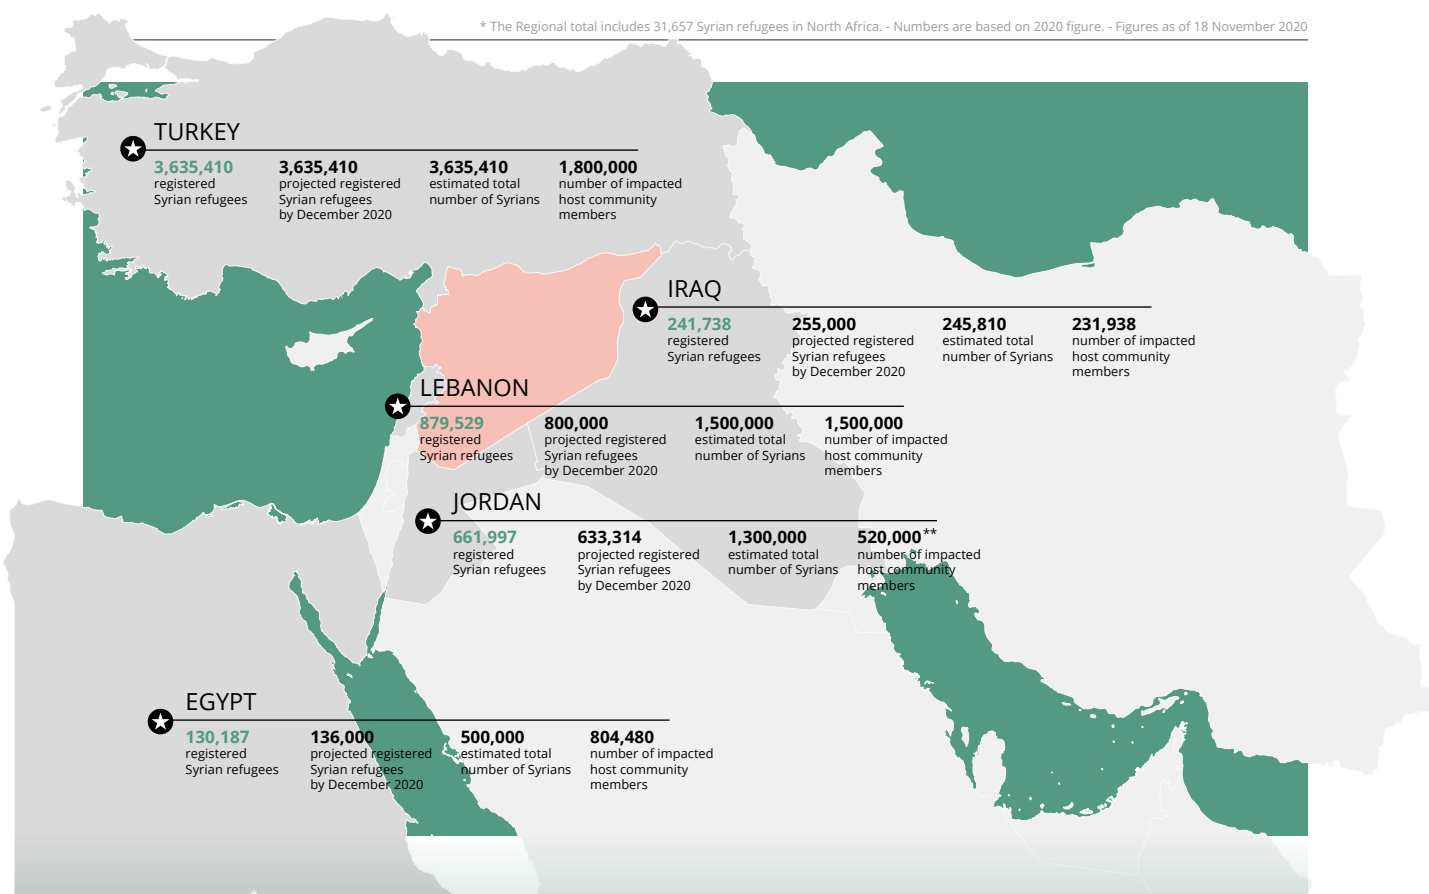 * The Regional total includes 31,657 Syrian refugees in North Africa. - Numbers are based on 2020 figure. - Figures as of 18 November 2020
TURKEY
3,635,410 3,635,410 3,635,410 1,800,000
registered projected registered estimated total number of impacted
Syrian refugees Syrian refugees number of Syrians host community
by December 2020 members
IRAQ
241,738 255,000 245,810 231,938
registered projected registered estimated total number of impacted
Syrian refugees Syrian refugees number of Syrians host community
by December 2020 members
LEBANON
879,529 800,000 1,500,000 1,500,000
registered projected registered estimated total number of impacted
Syrian refugees Syrian refugees number of Syrians host community
by December 2020 members
JORDAN
661,997 633,314 1,300,000 520,000**
registered projected registered estimated total number of impacted
Syrian refugees Syrian refugees number of Syrians host community
by December 2020 members
EGYPT
130,187 136,000 500,000 804,480
registered projected registered estimated total number of impacted
Syrian refugees Syrian refugees number of Syrians host community
by December 2020 members